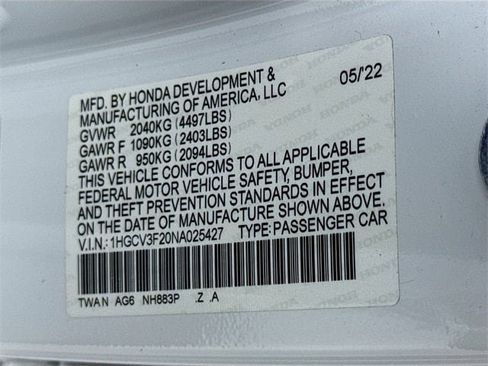 MFD. BY HONDA DEVELOPMENT & 05/'22
MANUFACTURING OF AMERICA, LLC
GVWR 2040KG (4497LBS)
GAWR F 1090KG (2403LBS)
GAWR R 950KG (2094LBS)
THIS VEHICLE CONFORMS TO ALL APPLICABLE
FEDERAL MOTOR VEHICLE SAFETY, BUMPER,
AND THEFT PREVENTION STANDARDS IN EFFECT
ON THE DATE OF MANUFACTURE SHOWN ABOVE.
V.I.N.: 1HGCV3F20NA025427 TYPE: PASSENGER CAR
TWAN AG6 NH883P .Z .A